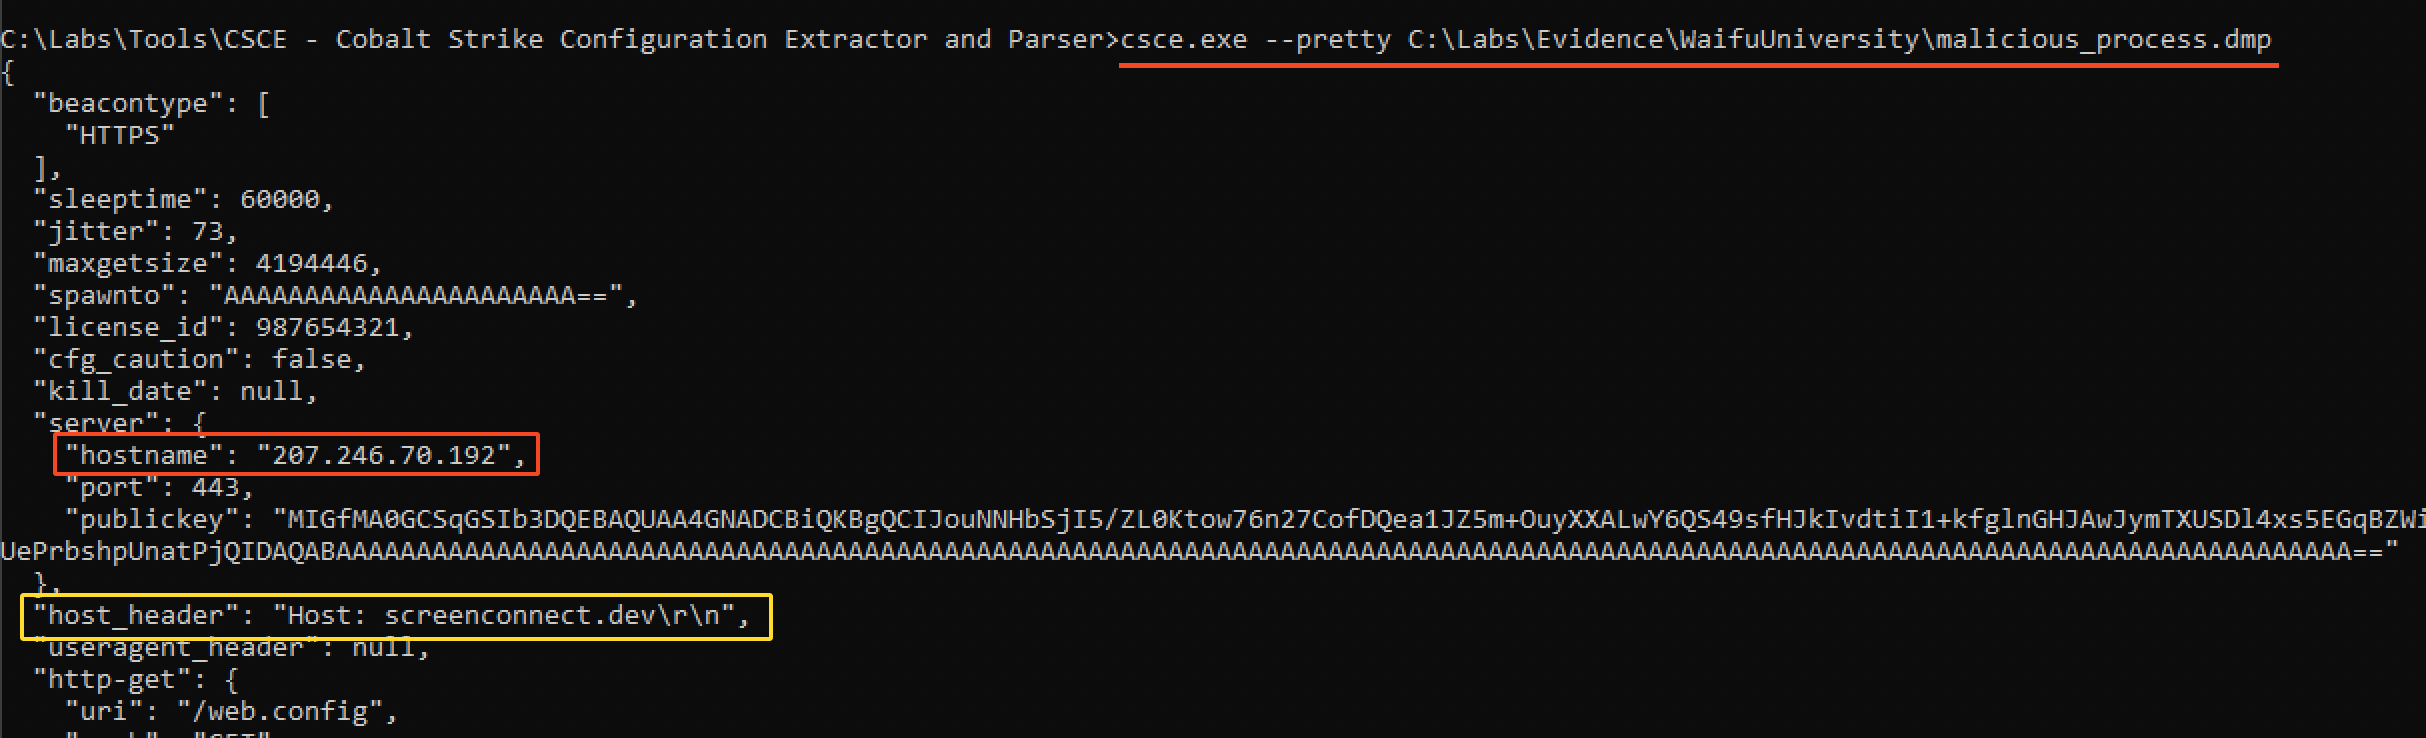 C:\Labs\Tools\CSCE - Cobalt Strike Configuration Extractor and Parser>csce.exe --pretty C:\Labs\Evidence\WaifuUniversity\malicious_process.dmp
{
  "beacontype": [
    "HTTPS"
  ],
  "sleeptime": 60000,
  "jitter": 73,
  "maxgetsize": 4194446,
  "spawnto": "AAAAAAAAAAAAAAAAAAAAAA==",
  "license_id": 987654321,
  "cfg_caution": false,
  "kill_date": null,
  "server": {
    "hostname": "207.246.70.192",
    "port": 443,
    "publickey": "MIGfMA0GCSqGSIb3DQEBAQUAA4GNADCBiQKBgQCIJouNNHbSjI5/ZL0Ktow76n27CofDQea1JZ5m+OuyXXALwY6QS49sfHJkIvdtiI1+kfglnGHJAwJymTXUSDl4xs5EGqBZWi
UePrbshpUnatPjQIDAQABAAAAAAAAAAAAAAAAAAAAAAAAAAAAAAAAAAAAAAAAAAAAAAAAAAAAAAAAAAAAAAAAAAAAAAAAAAAAAAAAAAAAAAAAAAAAAAAAAAAAAAAAAAAAAAAAAAAAAAAAAAAAAA=="
  },
  "host_header": "Host: screenconnect.dev\r\n",
  "useragent_header": null,
  "http-get": {
    "uri": "/web.config",